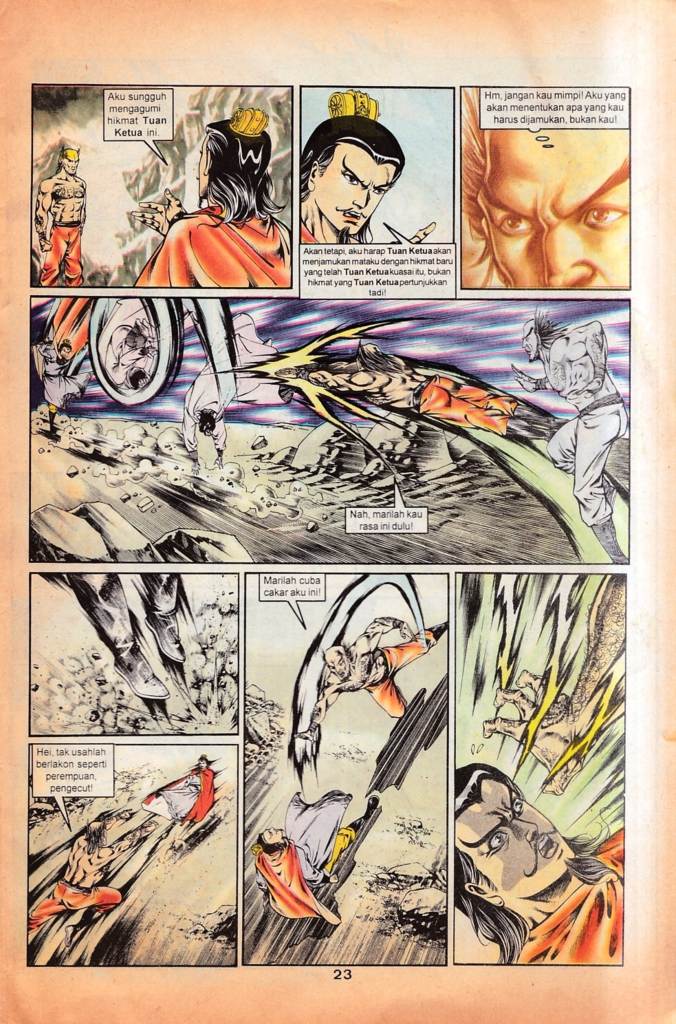 Aku sungguh
mengagumi
hikmat Tuan
Ketua ini.
Akan tetapi, aku harap Tuan Ketua akan
menjamukan mataku dengan hikmat baru
yang telah Tuan Ketua kuasai itu, bukan
hikmat yang Tuan Ketua pertunjukkan
tadi!
Hm, jangan kau mimpi! Aku yang
akan menentukan apa yang kau
harus dijamukan, bukan kau!
Nah, marilah kau
rasa ini dulu!
Hei, tak usahlah
berlakon seperti
perempuan,
pengecut!
Marilah cuba
cakar aku ini!
23